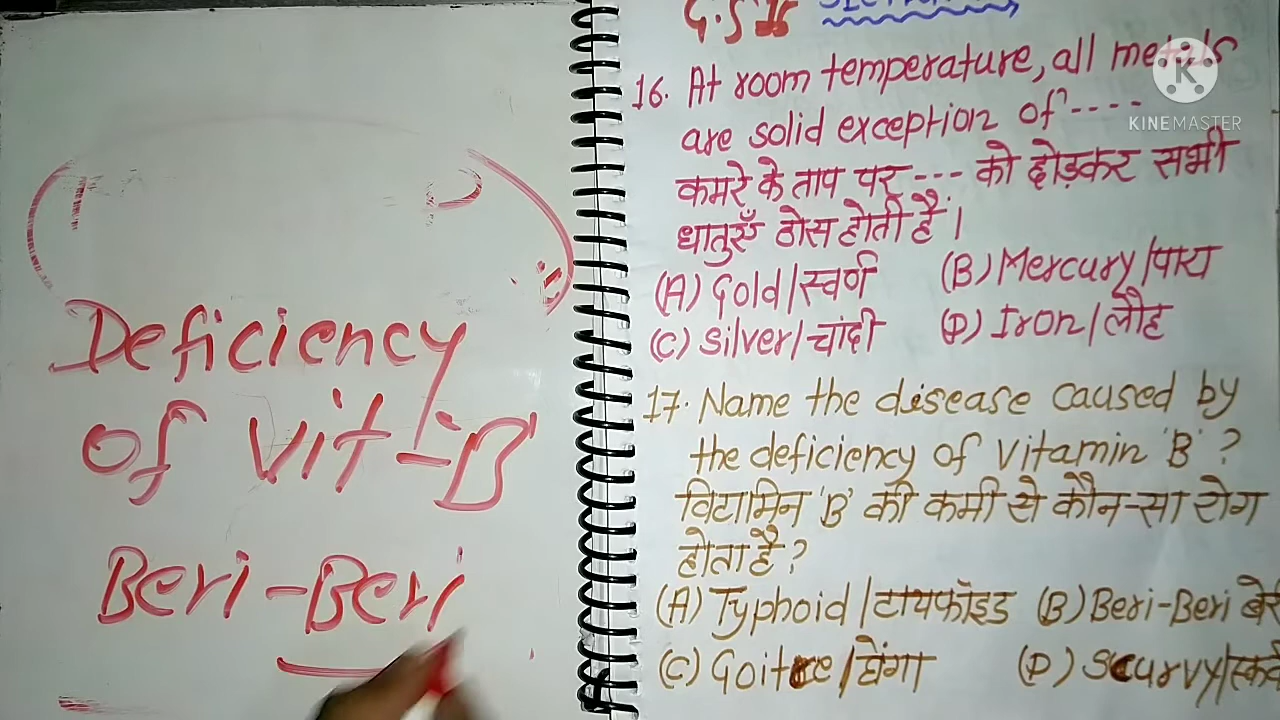 Deficiency
of Vit-B
Beri-Beri
G.S
16. At room temperature, all metals
are solid exception of ----
कमरे के ताप पर --- को छोड़कर सभी
धातुएँ ठोस होती है।
(A) Gold/स्वर्ण (B) Mercury/पारा
(C) Silver/चांदी (D) Iron/लौह
17. Name the disease caused by
the deficiency of Vitamin 'B' ?
विटामिन 'B' की कमी से कौन-सा रोग
होता है?
(A) Typhoid/टायफॉइड (B) Beri-Beri
(C) Goitre/घेंगा (D) Scurvy/
KINEMASTER